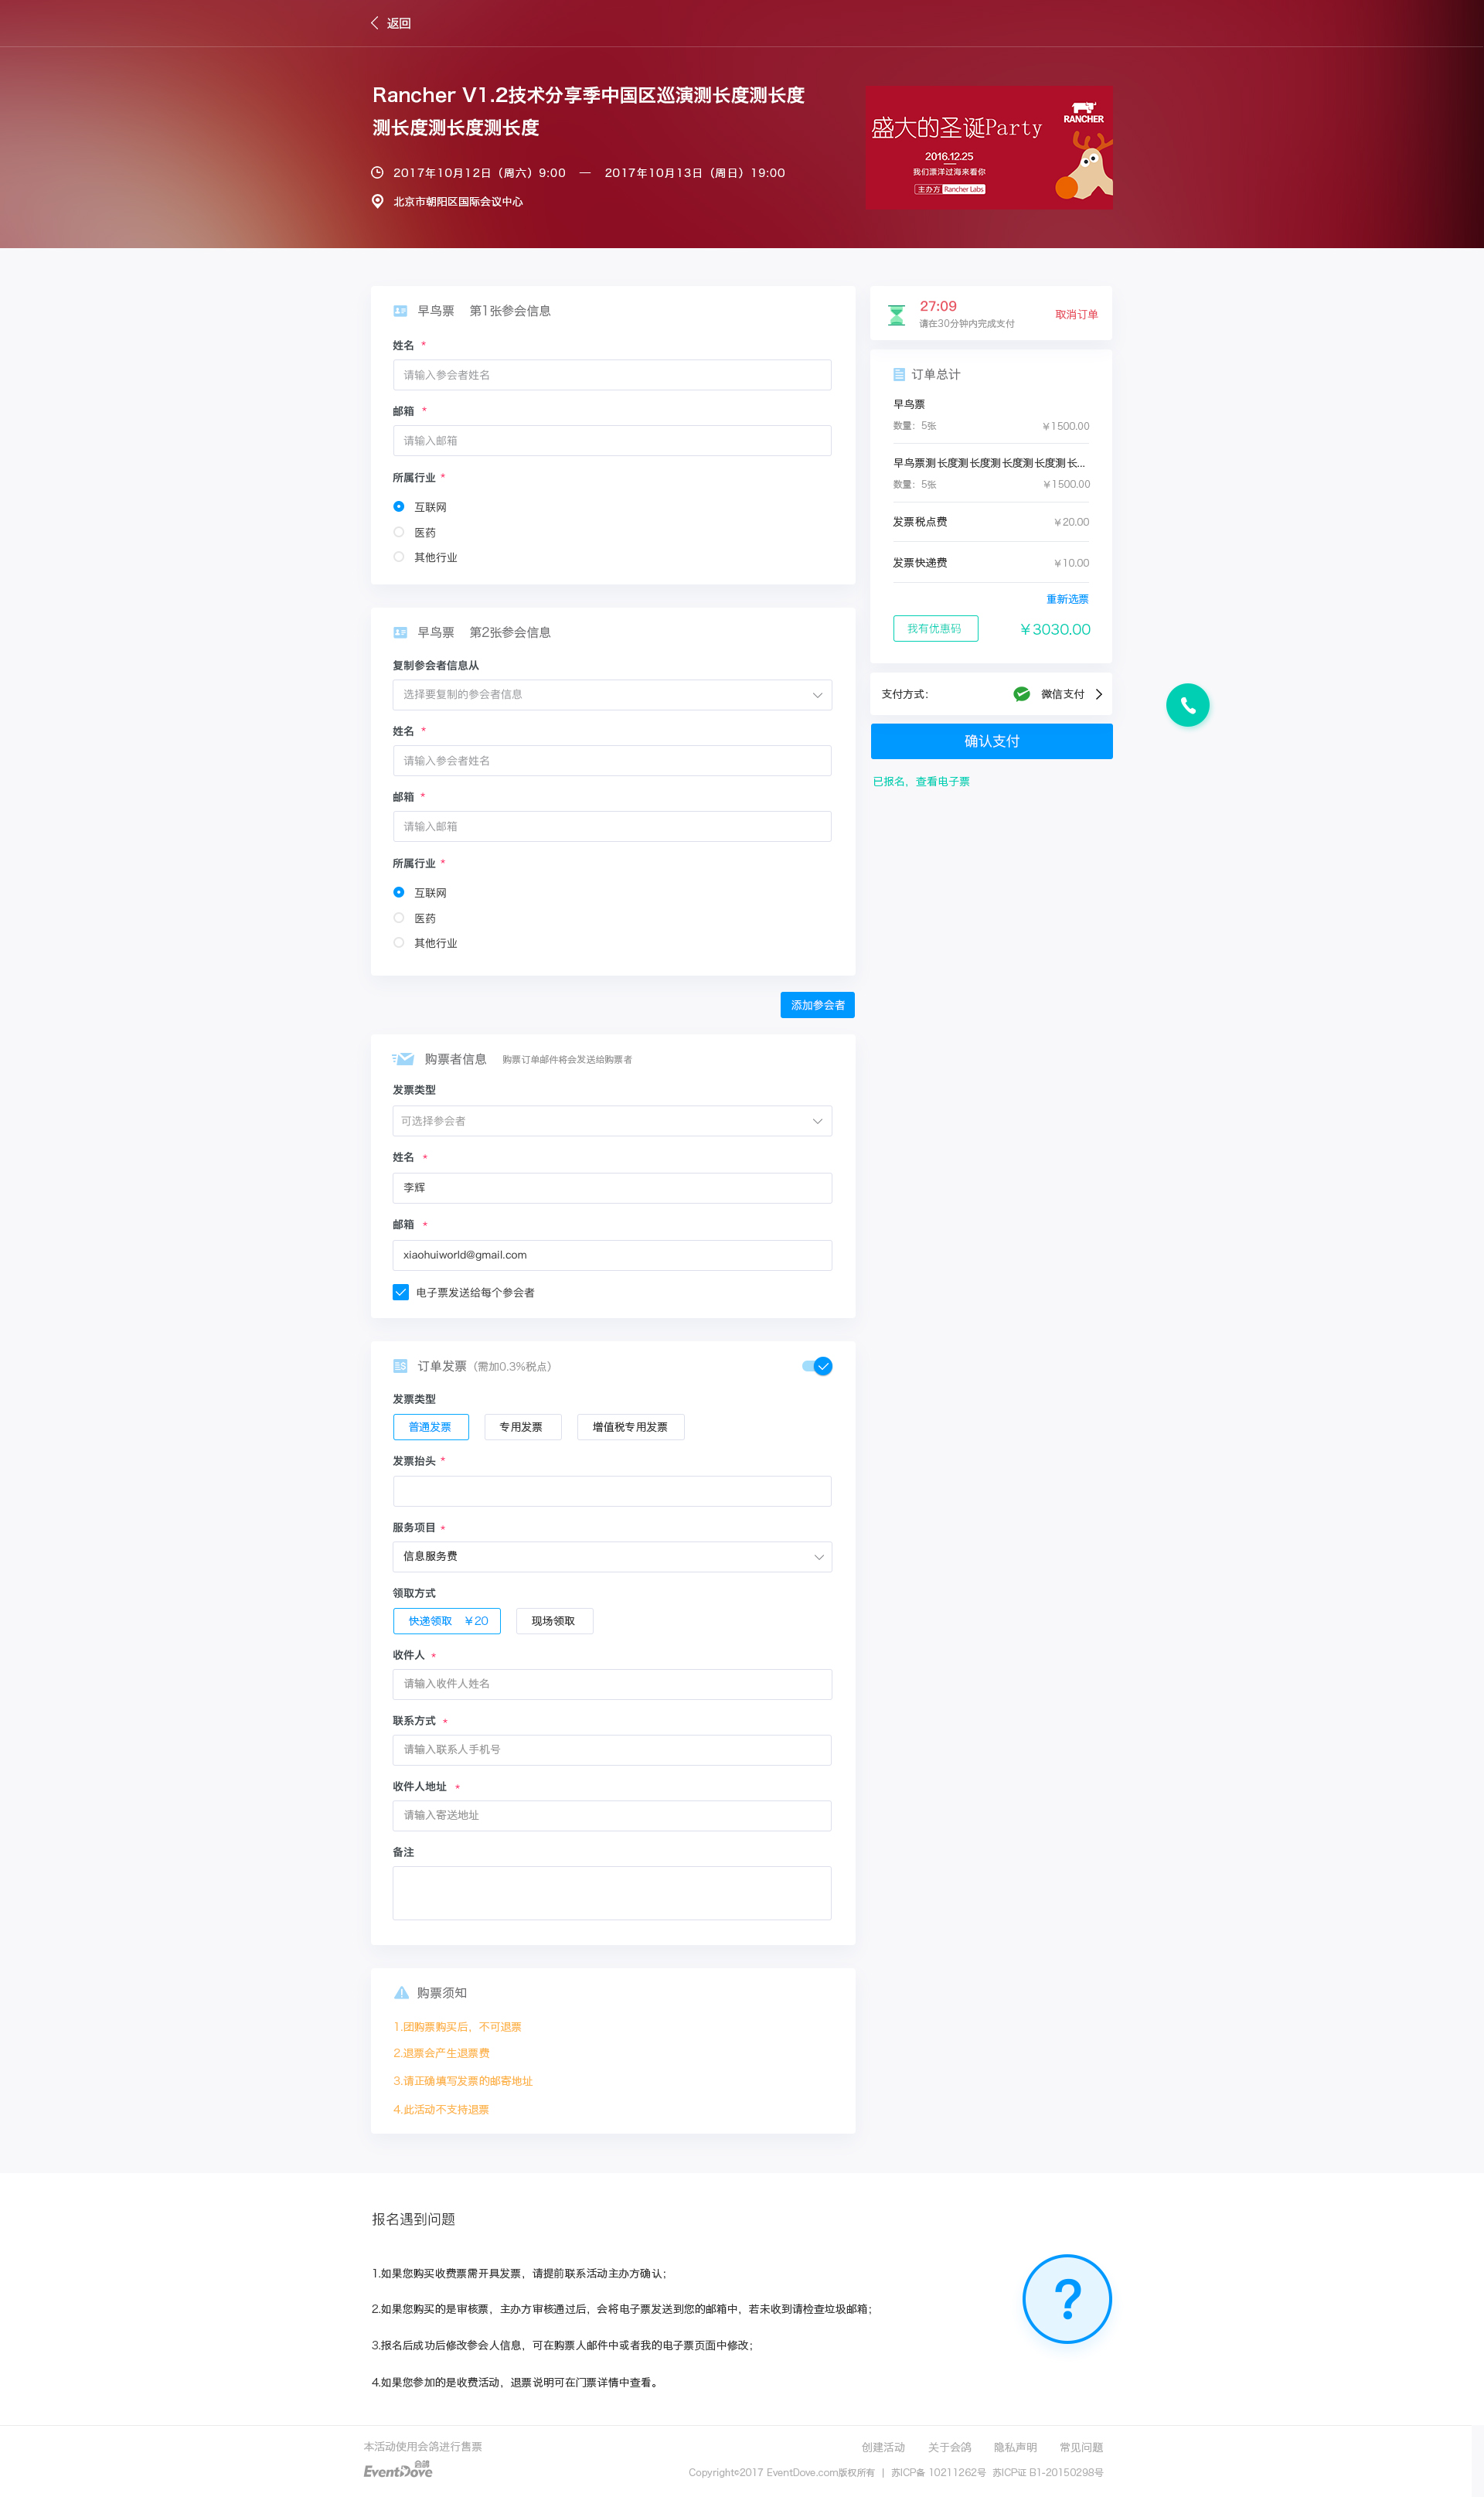 返回
Rancher V1.2技术分享季中国区巡演测长度测长度
测长度测长度测长度
2017年10月12日（周六）9:00 — 2017年10月13日（周日）19:00
北京市朝阳区国际会议中心
RANCHER
盛大的圣诞Party
2016.12.25
我们漂洋过海来看你
主办方 Rancher Labs
早鸟票 第1张参会信息
姓名 *
请输入参会者姓名
邮箱 *
请输入邮箱
所属行业 *
互联网
医药
其他行业
早鸟票 第2张参会信息
复制参会者信息从
选择要复制的参会者信息
姓名 *
请输入参会者姓名
邮箱 *
请输入邮箱
所属行业 *
互联网
医药
其他行业
添加参会者
购票者信息 购票订单邮件将会发送给购票者
发票类型
可选择参会者
姓名 *
李辉
邮箱 *
xiaohuiworld@gmail.com
电子票发送给每个参会者
订单发票（需加0.3%税点）
发票类型
普通发票 专用发票 增值税专用发票
发票抬头 *
服务项目 *
信息服务费
领取方式
快递领取 ￥20 现场领取
收件人 *
请输入收件人姓名
联系方式 *
请输入联系人手机号
收件人地址 *
请输入寄送地址
备注
购票须知
1.团购票购买后，不可退票
2.退票会产生退票费
3.请正确填写发票的邮寄地址
4.此活动不支持退票
27:09
请在30分钟内完成支付
取消订单
订单总计
早鸟票
数量：5张 ￥1500.00
早鸟票测长度测长度测长度测长度测长...
数量：5张 ￥1500.00
发票税点费 ￥20.00
发票快递费 ￥10.00
重新选票
我有优惠码 ￥3030.00
支付方式： 微信支付
确认支付
已报名，查看电子票
报名遇到问题
1.如果您购买收费票需开具发票，请提前联系活动主办方确认；
2.如果您购买的是审核票，主办方审核通过后，会将电子票发送到您的邮箱中，若未收到请检查垃圾邮箱；
3.报名后成功后修改参会人信息，可在购票人邮件中或者我的电子票页面中修改；
4.如果您参加的是收费活动，退票说明可在门票详情中查看。
?
本活动使用会鸽进行售票
EventDove 会鸽
创建活动 关于会鸽 隐私声明 常见问题
Copyright©2017 EventDove.com版权所有 | 苏ICP备 10211262号 苏ICP证 B1-20150298号